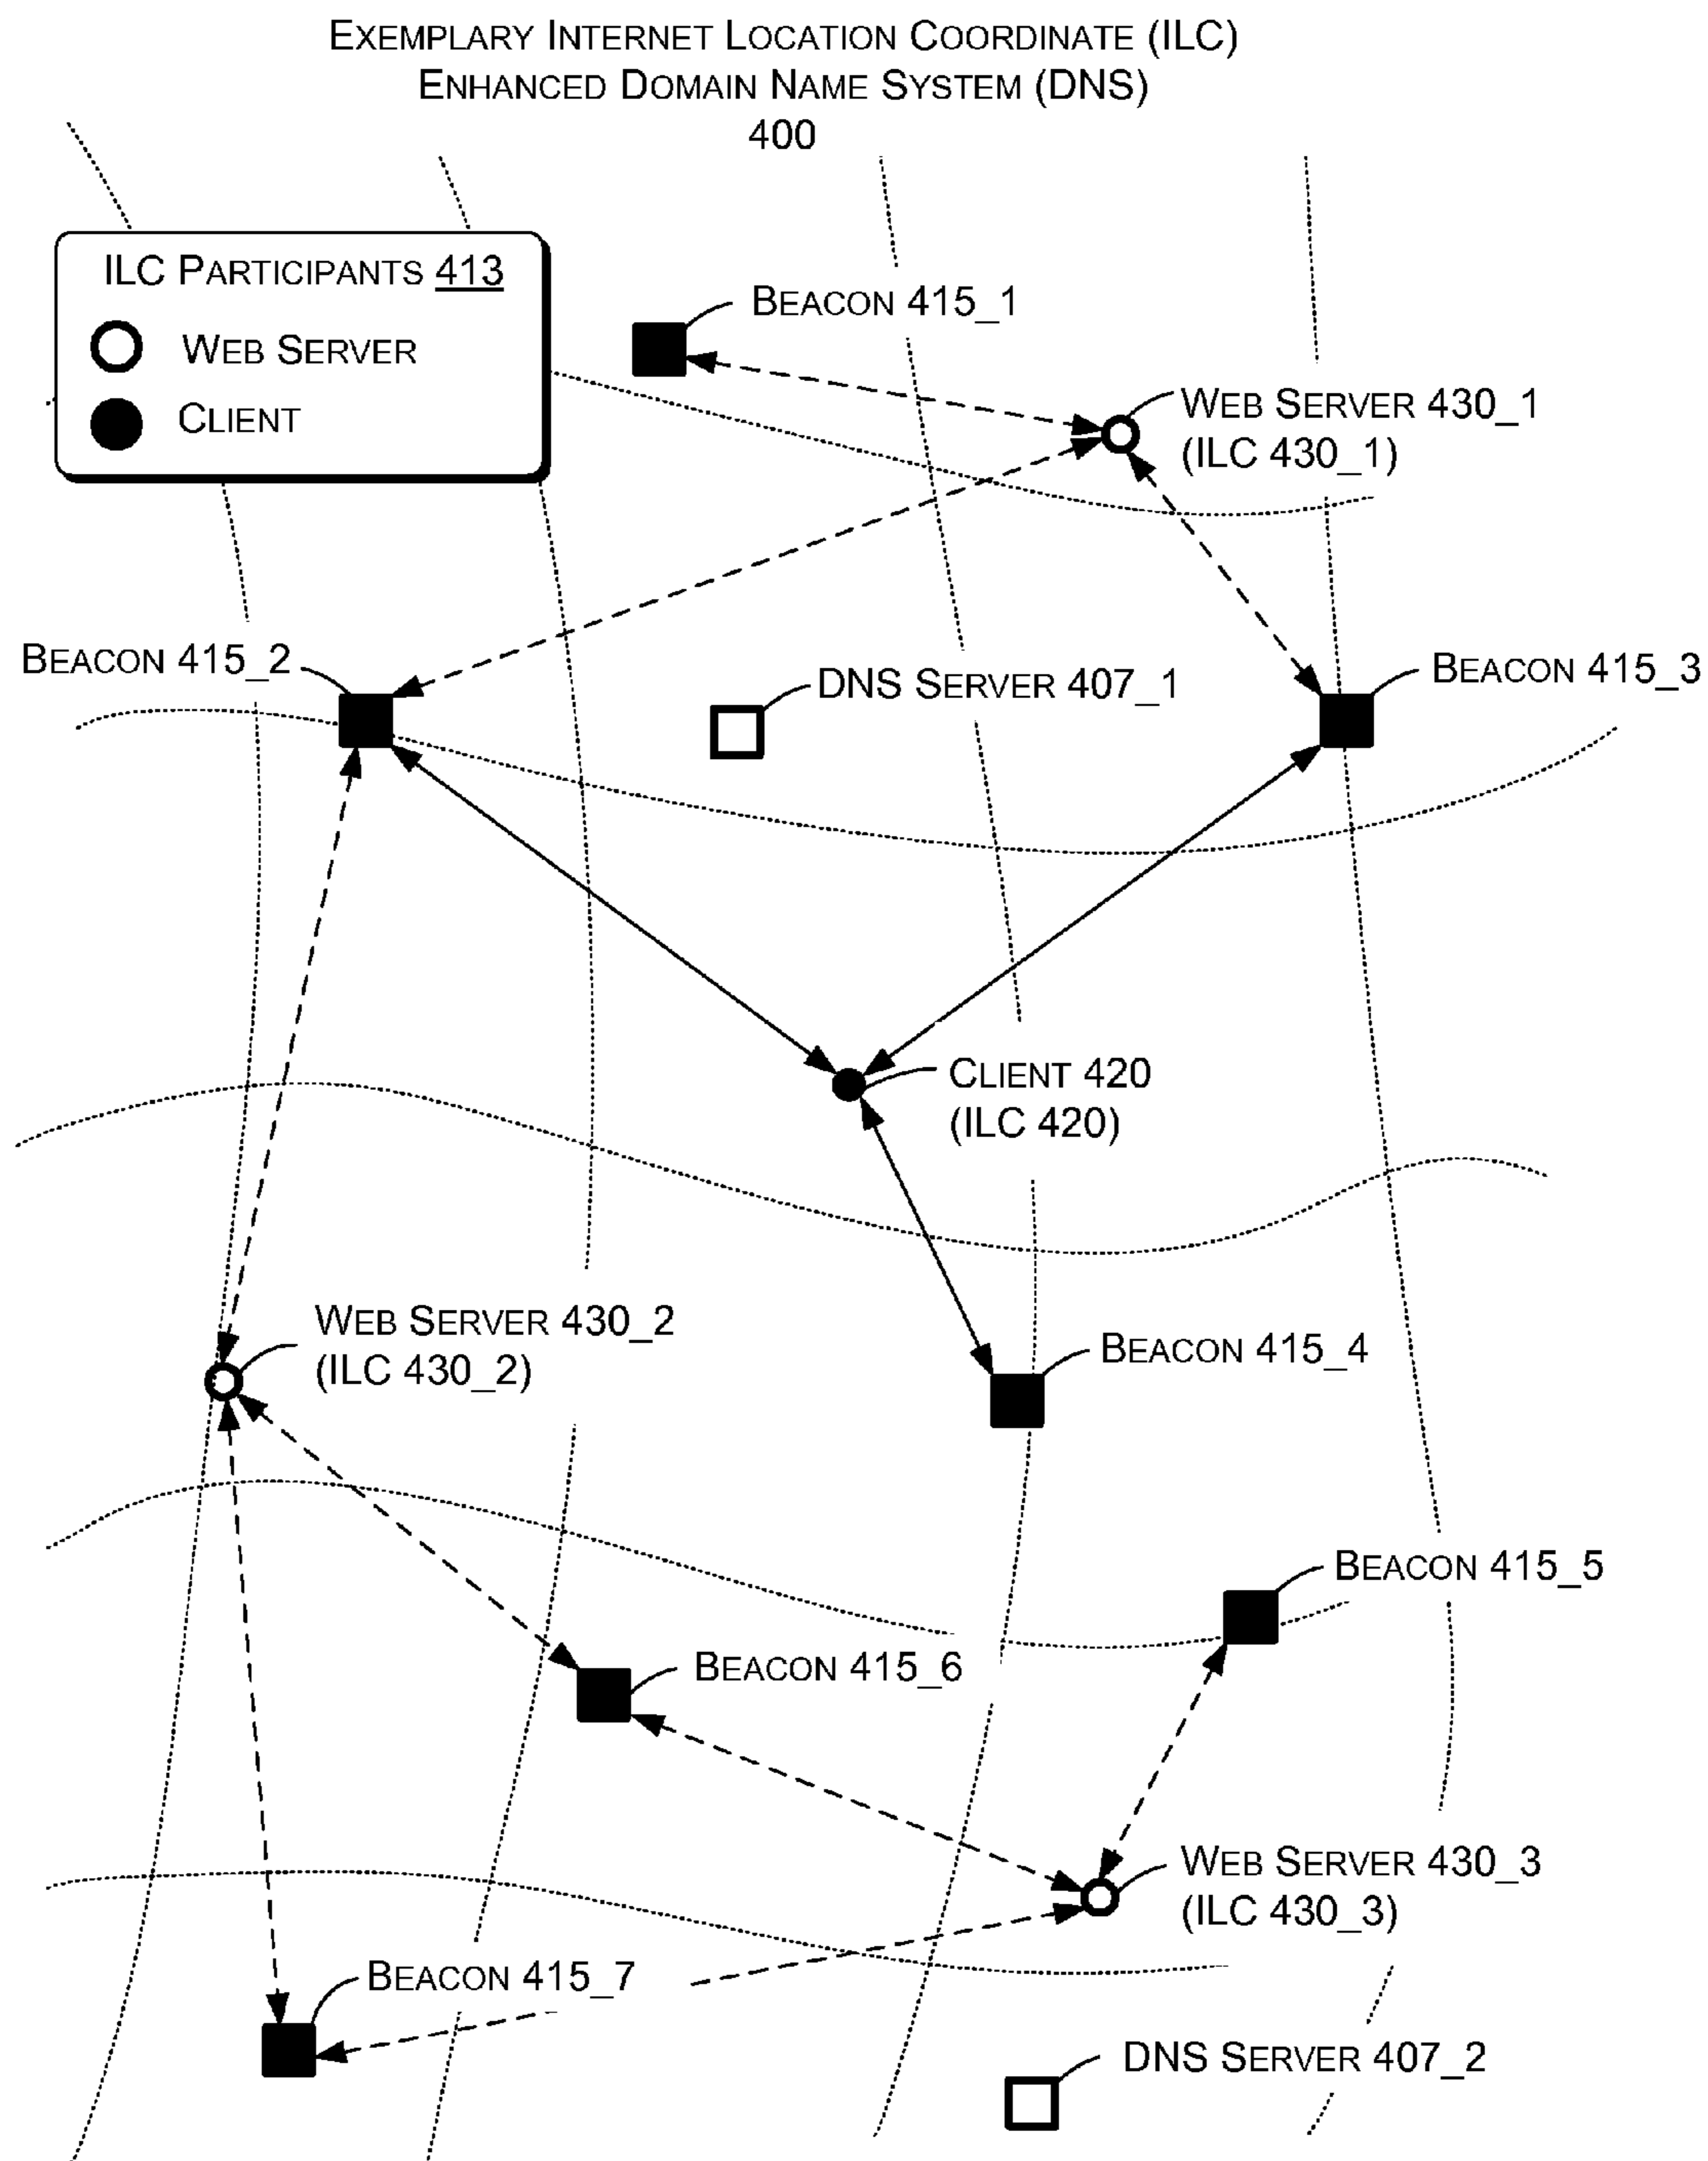 EXEMPLARY INTERNET LOCATION COORDINATE (ILC)
ENHANCED DOMAIN NAME SYSTEM (DNS)
400
ILC PARTICIPANTS 413
WEB SERVER
CLIENT
BEACON 415_1
WEB SERVER 430_1
(ILC 430_1)
BEACON 415_2
DNS SERVER 407_1
BEACON 415_3
CLIENT 420
(ILC 420)
WEB SERVER 430_2
(ILC 430_2)
BEACON 415_4
BEACON 415_5
BEACON 415_6
WEB SERVER 430_3
(ILC 430_3)
BEACON 415_7
DNS SERVER 407_2